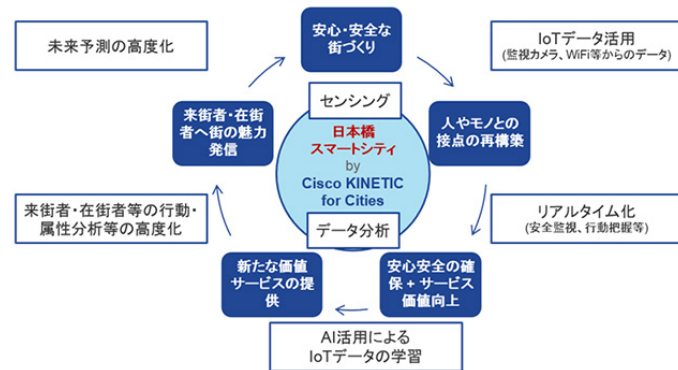 未来予測の高度化
安心・安全な
街づくり
IoTデータ活用
(監視カメラ、WiFi等からのデータ)
来街者・在街
者へ街の魅力
発信
センシング
日本橋
スマートシティ
by
Cisco KINETIC
for Cities
データ分析
人やモノとの
接点の再構築
来街者・在街者等の行動・
属性分析等の高度化
リアルタイム化
(安全監視、行動把握等)
新たな価値
サービスの提
供
安心安全の確
保 + サービス
価値向上
AI活用による
IoTデータの学習